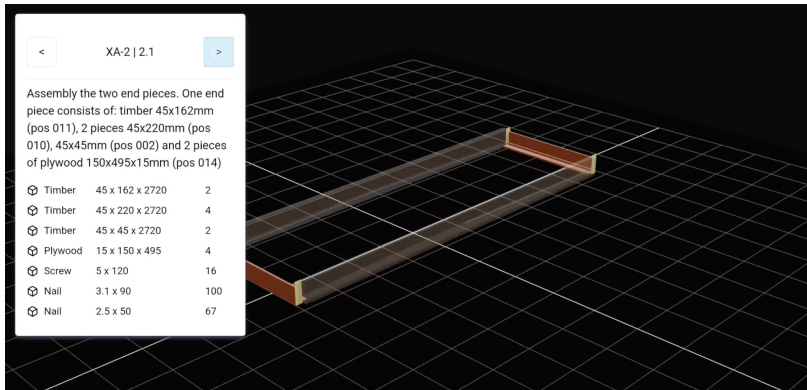 < XA-2 | 2.1 >
Assembly the two end pieces. One end
piece consists of: timber 45x162mm
(pos 011), 2 pieces 45x220mm (pos
010), 45x45mm (pos 002) and 2 pieces
of plywood 150x495x15mm (pos 014)
Timber 45 x 162 x 2720 2
Timber 45 x 220 x 2720 4
Timber 45 x 45 x 2720 2
Plywood 15 x 150 x 495 4
Screw 5 x 120 16
Nail 3.1 x 90 100
Nail 2.5 x 50 67